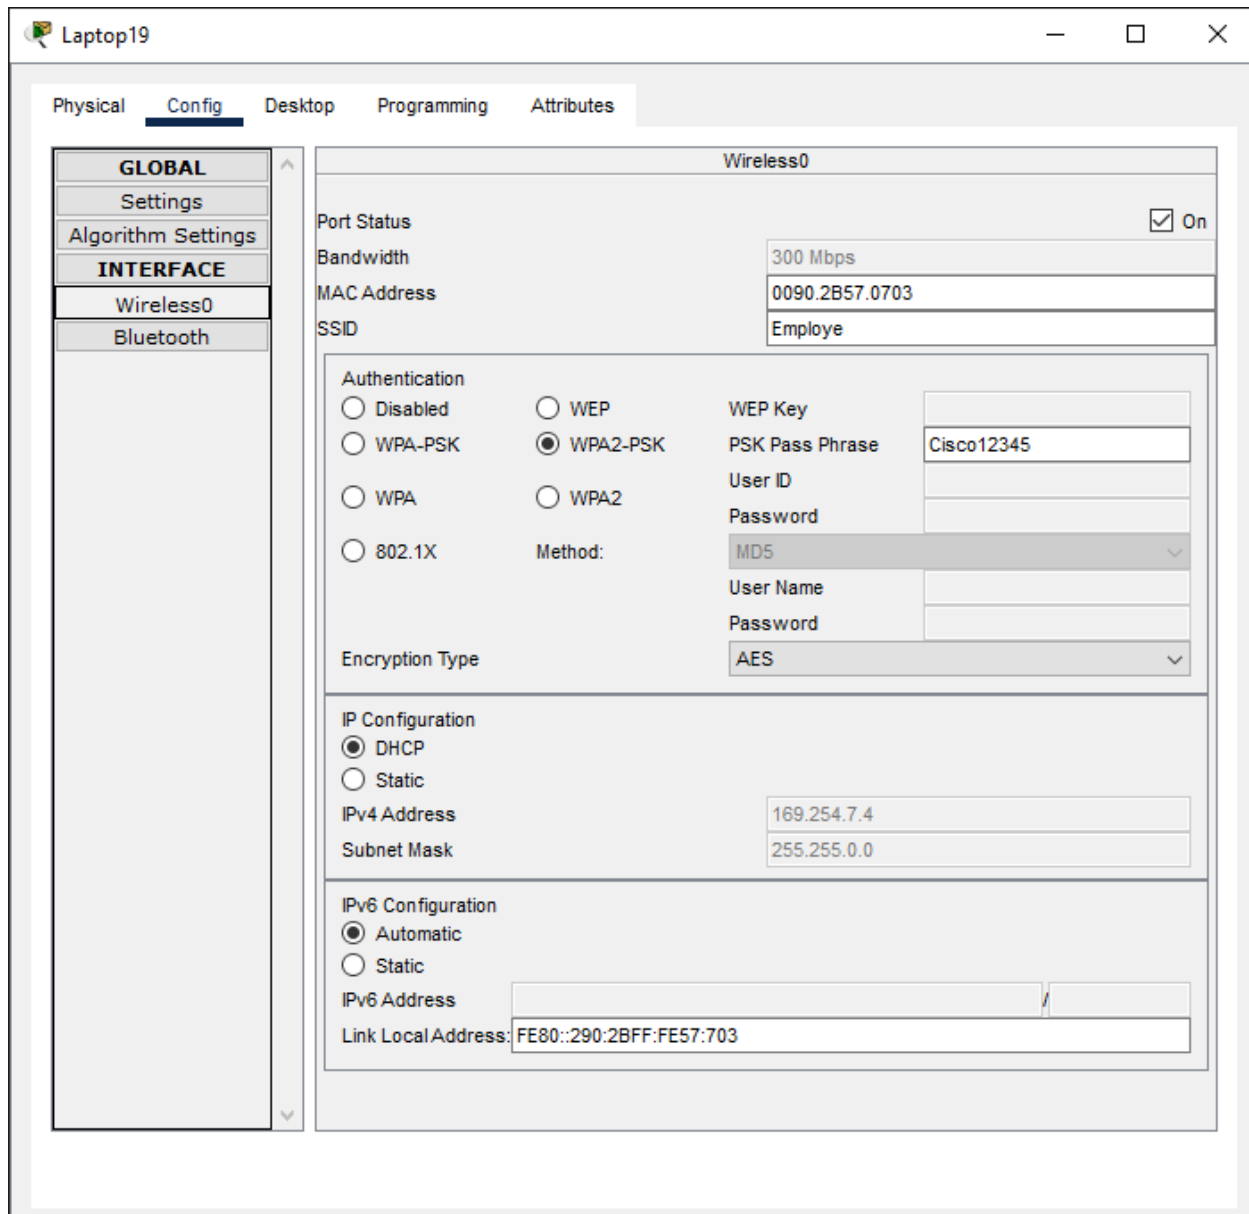 Laptop19
Physical Config Desktop Programming Attributes
GLOBAL
Settings
Algorithm Settings
INTERFACE
Wireless0
Bluetooth
Wireless0
Port Status On
Bandwidth 300 Mbps
MAC Address 0090.2B57.0703
SSID Employe
Authentication
Disabled WEP WEP Key
WPA-PSK WPA2-PSK PSK Pass Phrase Cisco12345
User ID
WPA WPA2
Password
802.1X Method: MD5
User Name
Password
Encryption Type AES
IP Configuration
DHCP
Static
IPv4 Address 169.254.7.4
Subnet Mask 255.255.0.0
IPv6 Configuration
Automatic
Static
IPv6 Address /
Link Local Address: FE80::290:2BFF:FE57:703